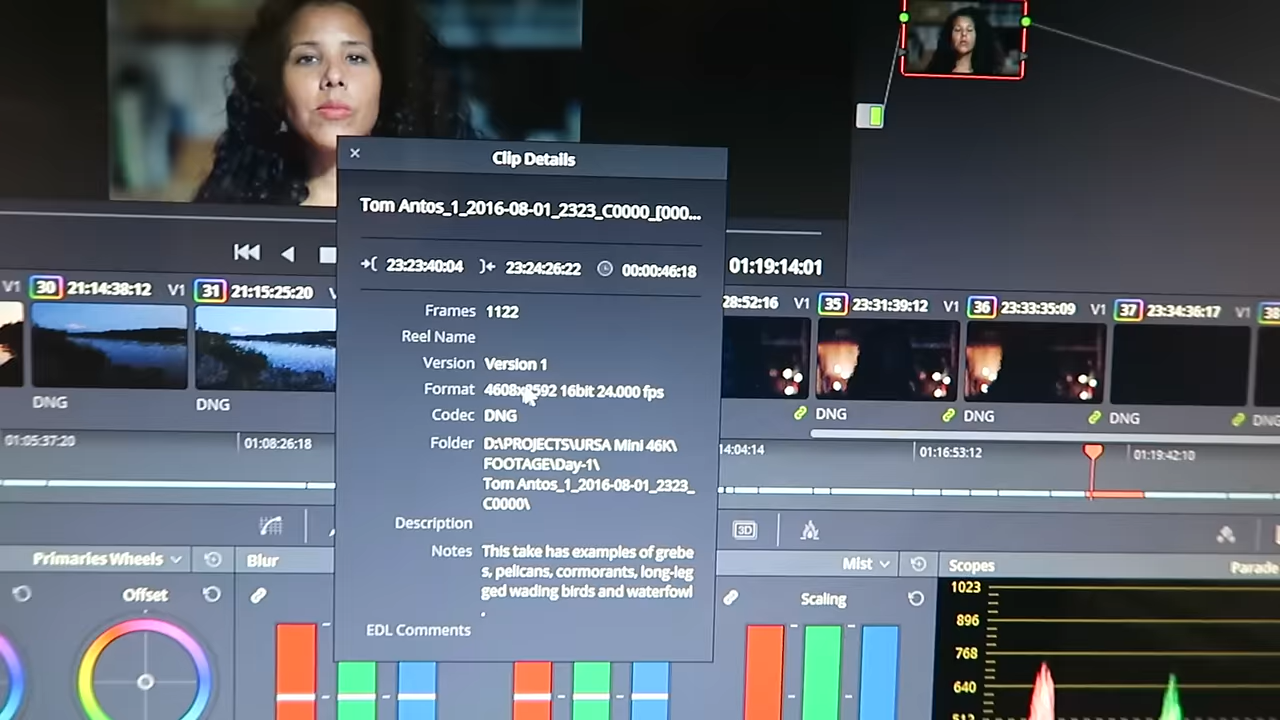 Clip Details
Tom Antos_1_2016-08-01_2323_C0000_[000...
23:23:40:04 23:24:26:22 00:00:46:18
01:19:14:01
V1 30 21:14:38:12 V1 31 21:15:25:20
28:52:16 V1 35 23:31:39:12 V1 36 23:33:35:09 V1 37 23:34:36:17 V1 38
Frames 1122
Reel Name
Version Version 1
Format 4608x8592 16bit 24.000 fps
Codec DNG
Folder D:\PROJECTS\URSA Mini 46K\
FOOTAGE\Day-1\
Tom Antos_1_2016-08-01_2323_
C0000\
Description
Notes This take has examples of grebe
s, pelicans, cormorants, long-leg
ged wading birds and waterfowl
.
EDL Comments
DNG DNG DNG DNG DNG DNG
01:05:37:20 01:08:26:18 14:04:14 01:16:53:12 01:19:42:10
3D
Primaries Wheels Blur Mist Scopes Parade
Offset Scaling
1023
896
768
640
512